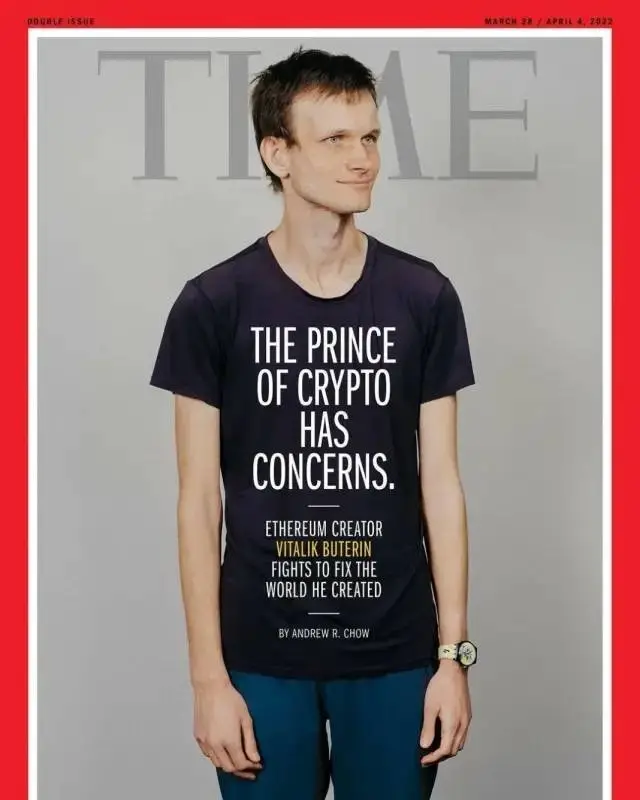 DOUBLE ISSUE
MARCH 28 / APRIL 4, 2022
TIME
THE PRINCE
OF CRYPTO
HAS
CONCERNS.
ETHEREUM CREATOR
VITALIK BUTERIN
FIGHTS TO FIX THE
WORLD HE CREATED
BY ANDREW R. CHOW